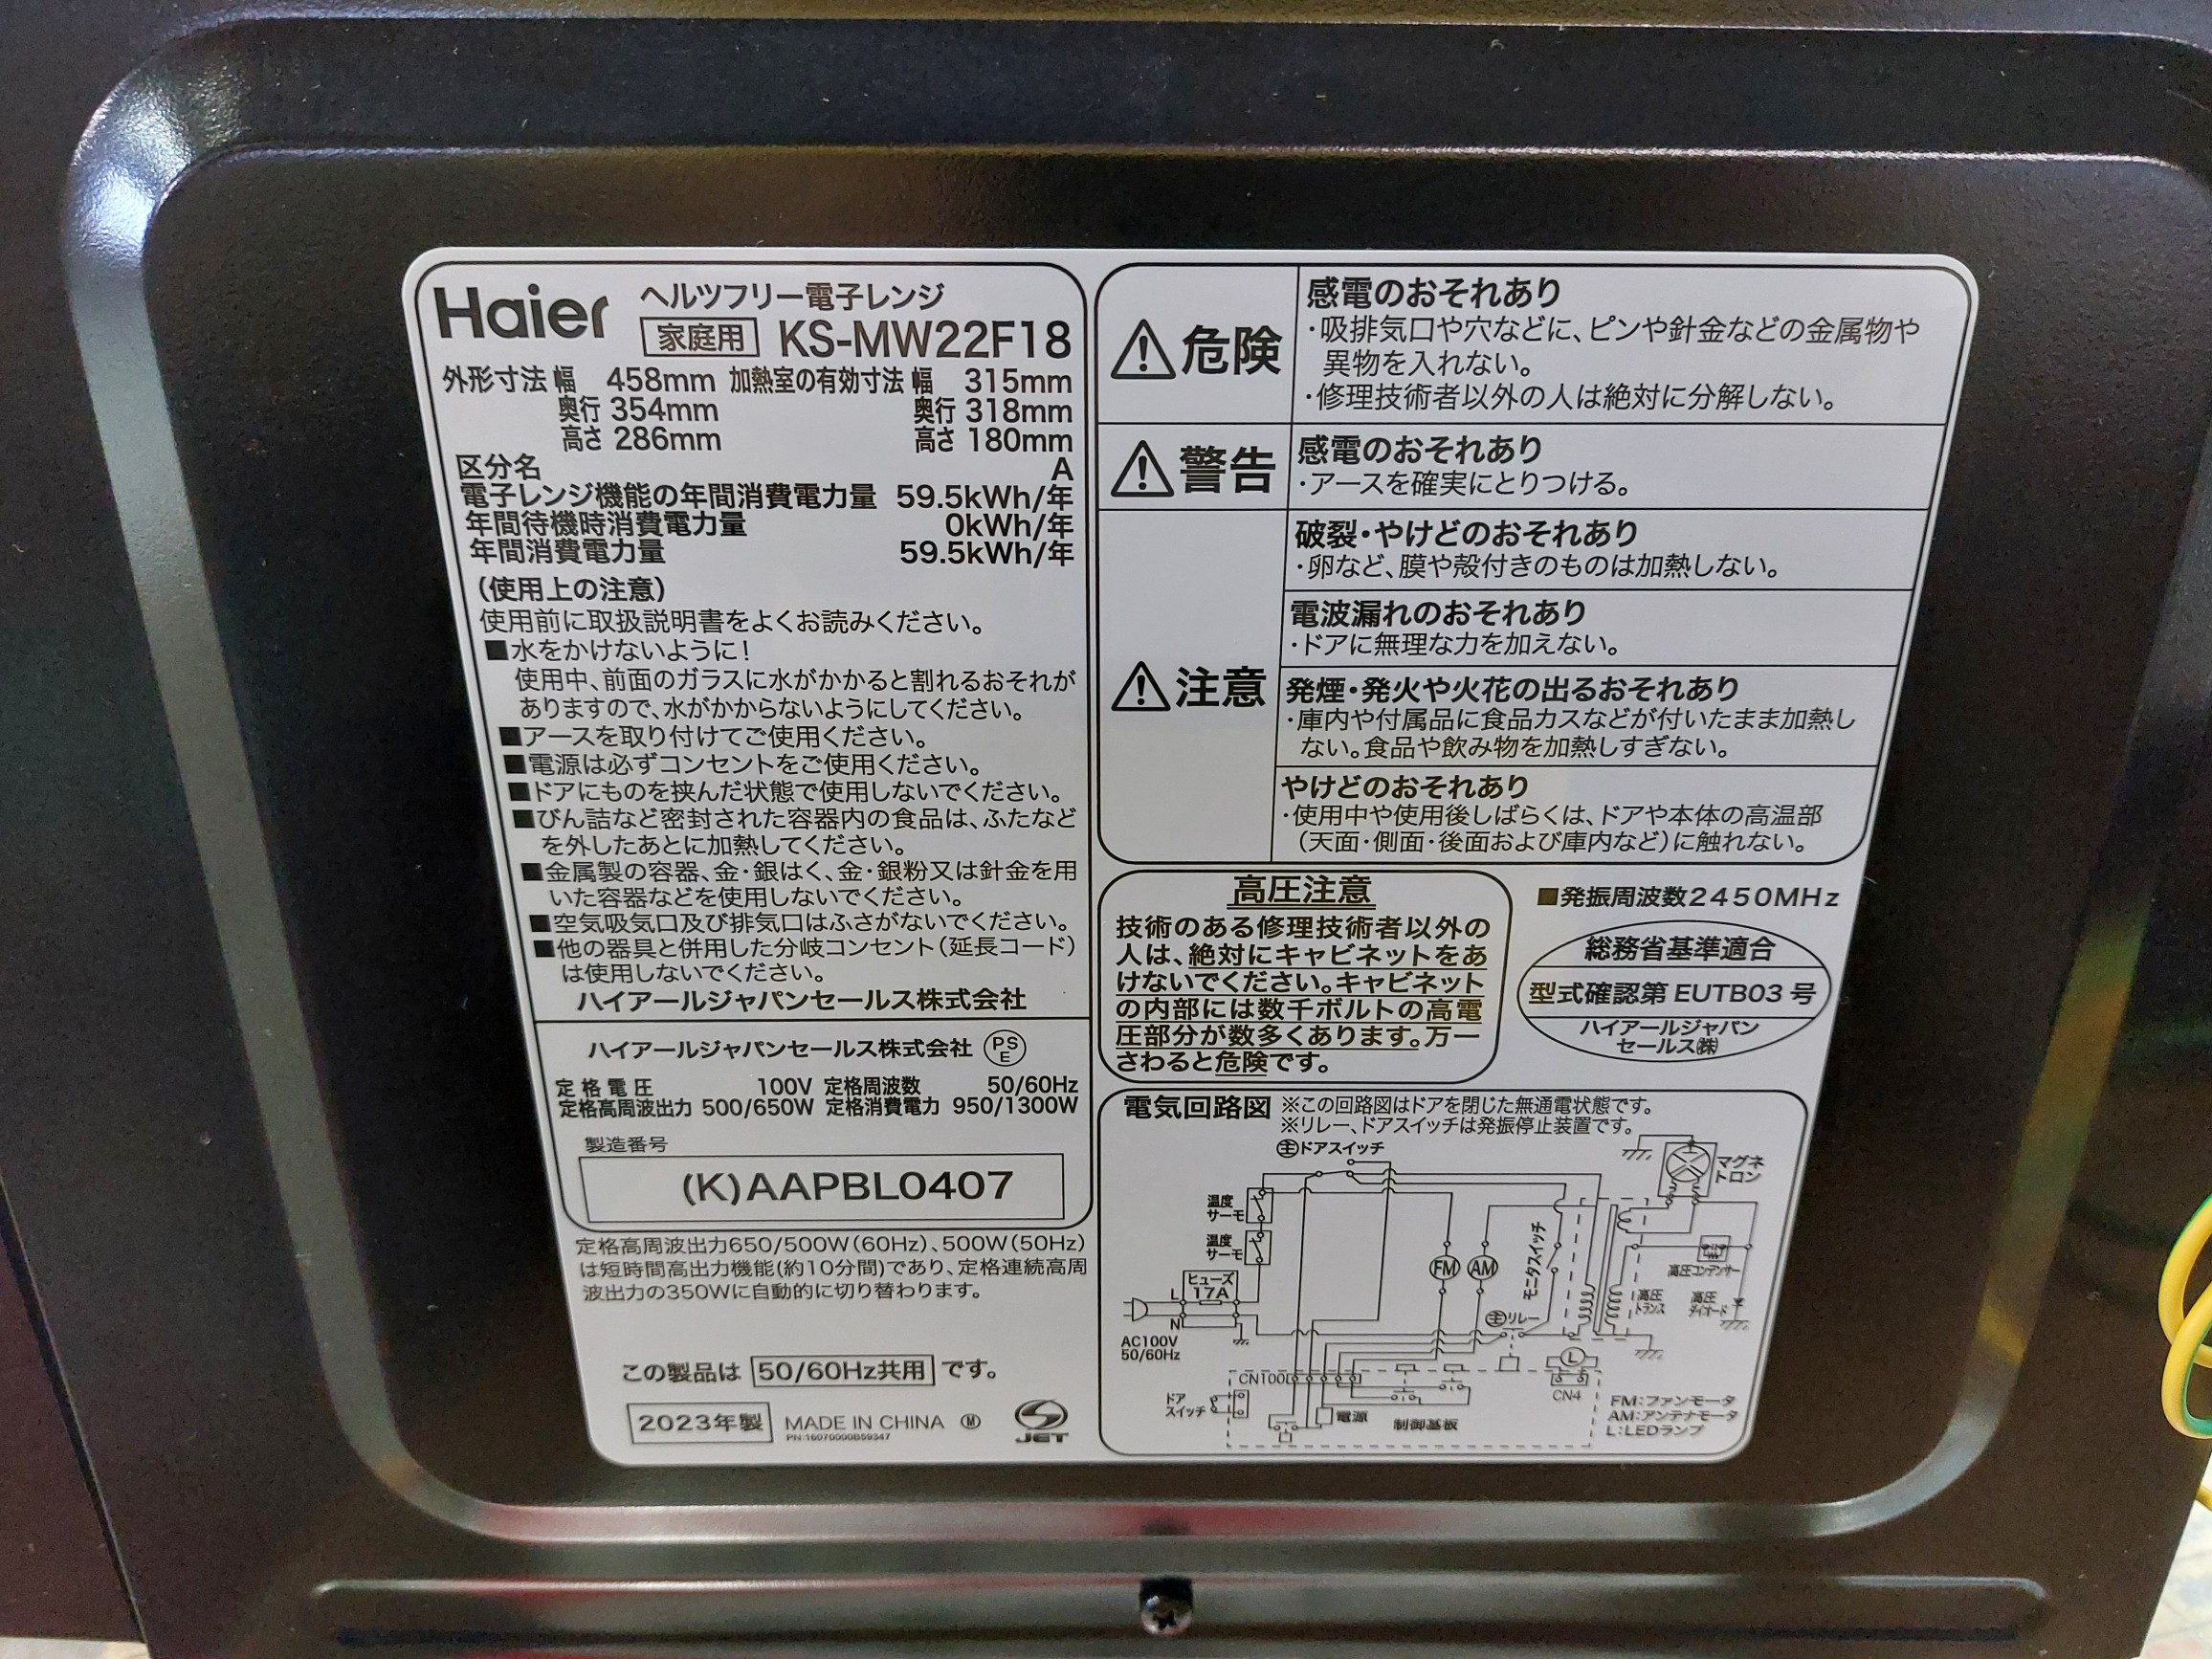 Haier ヘルツフリー電子レンジ
家庭用 KS-MW22F18
外形寸法 幅 458mm 加熱室の有効寸法 幅 315mm
奥行 354mm 奥行 318mm
高さ 286mm 高さ 180mm
区分名 A
電子レンジ機能の年間消費電力量 59.5kWh/年
年間待機時消費電力量 0kWh/年
年間消費電力量 59.5kWh/年
(使用上の注意)
使用前に取扱説明書をよくお読みください。
■水をかけないように!
使用中、前面のガラスに水がかかると割れるおそれが
ありますので、水がかからないようにしてください。
■アースを取り付けてご使用ください。
■電源は必ずコンセントをご使用ください。
■ドアにものを挟んだ状態で使用しないでください。
■びん詰など密封された容器内の食品は、ふたなど
を外したあとに加熱してください。
■金属製の容器、金・銀はく、金・銀粉又は針金を用
いた容器などを使用しないでください。
■空気吸気口及び排気口はふさがないでください。
■他の器具と併用した分岐コンセント(延長コード)
は使用しないでください。
ハイアールジャパンセールス株式会社
ハイアールジャパンセールス株式会社 PSE
定格電圧 100V 定格周波数 50/60Hz
定格高周波出力 500/650W 定格消費電力 950/1300W
製造番号
(K)AAPBL0407
定格高周波出力650/500W(60Hz)、500W(50Hz)
は短時間高出力機能(約10分間)であり、定格連続高周
波出力の350Wに自動的に切り替わります。
この製品は 50/60Hz共用 です。
2023年製 MADE IN CHINA Ⓜ
PN:16070000B59347
JET
⚠危険
感電のおそれあり
・吸排気口や穴などに、ピンや針金などの金属物や
異物を入れない。
・修理技術者以外の人は絶対に分解しない。
⚠警告
感電のおそれあり
・アースを確実にとりつける。
⚠注意
破裂・やけどのおそれあり
・卵など、膜や殻付きのものは加熱しない。
電波漏れのおそれあり
・ドアに無理な力を加えない。
発煙・発火や火花の出るおそれあり
・庫内や付属品に食品カスなどが付いたまま加熱し
ない。食品や飲み物を加熱しすぎない。
やけどのおそれあり
・使用中や使用後しばらくは、ドアや本体の高温部
(天面・側面・後面および庫内など)に触れない。
高圧注意
技術のある修理技術者以外の
人は、絶対にキャビネットをあ
けないでください。キャビネット
の内部には数千ボルトの高電
圧部分が数多くあります。万一
さわると危険です。
■発振周波数2450MHz
総務省基準適合
型式確認第 EUTB03 号
ハイアールジャパン
セールス㈱
電気回路図 ※この回路図はドアを閉じた無通電状態です。
※リレー、ドアスイッチは発振停止装置です。
主ドアスイッチ
マグネ
トロン
温度
サーモ
温度
サーモ
モニタスイッチ
FM AM
高圧コンデンサー
ヒューズ
17A
L
N
高圧
トランス
高圧
ダイオード
主リレー
AC100V
50/60Hz
L
CN100
CN4
ドア
スイッチ
電源
制御基板
FM:ファンモータ
AM:アンテナモータ
L:LEDランプ